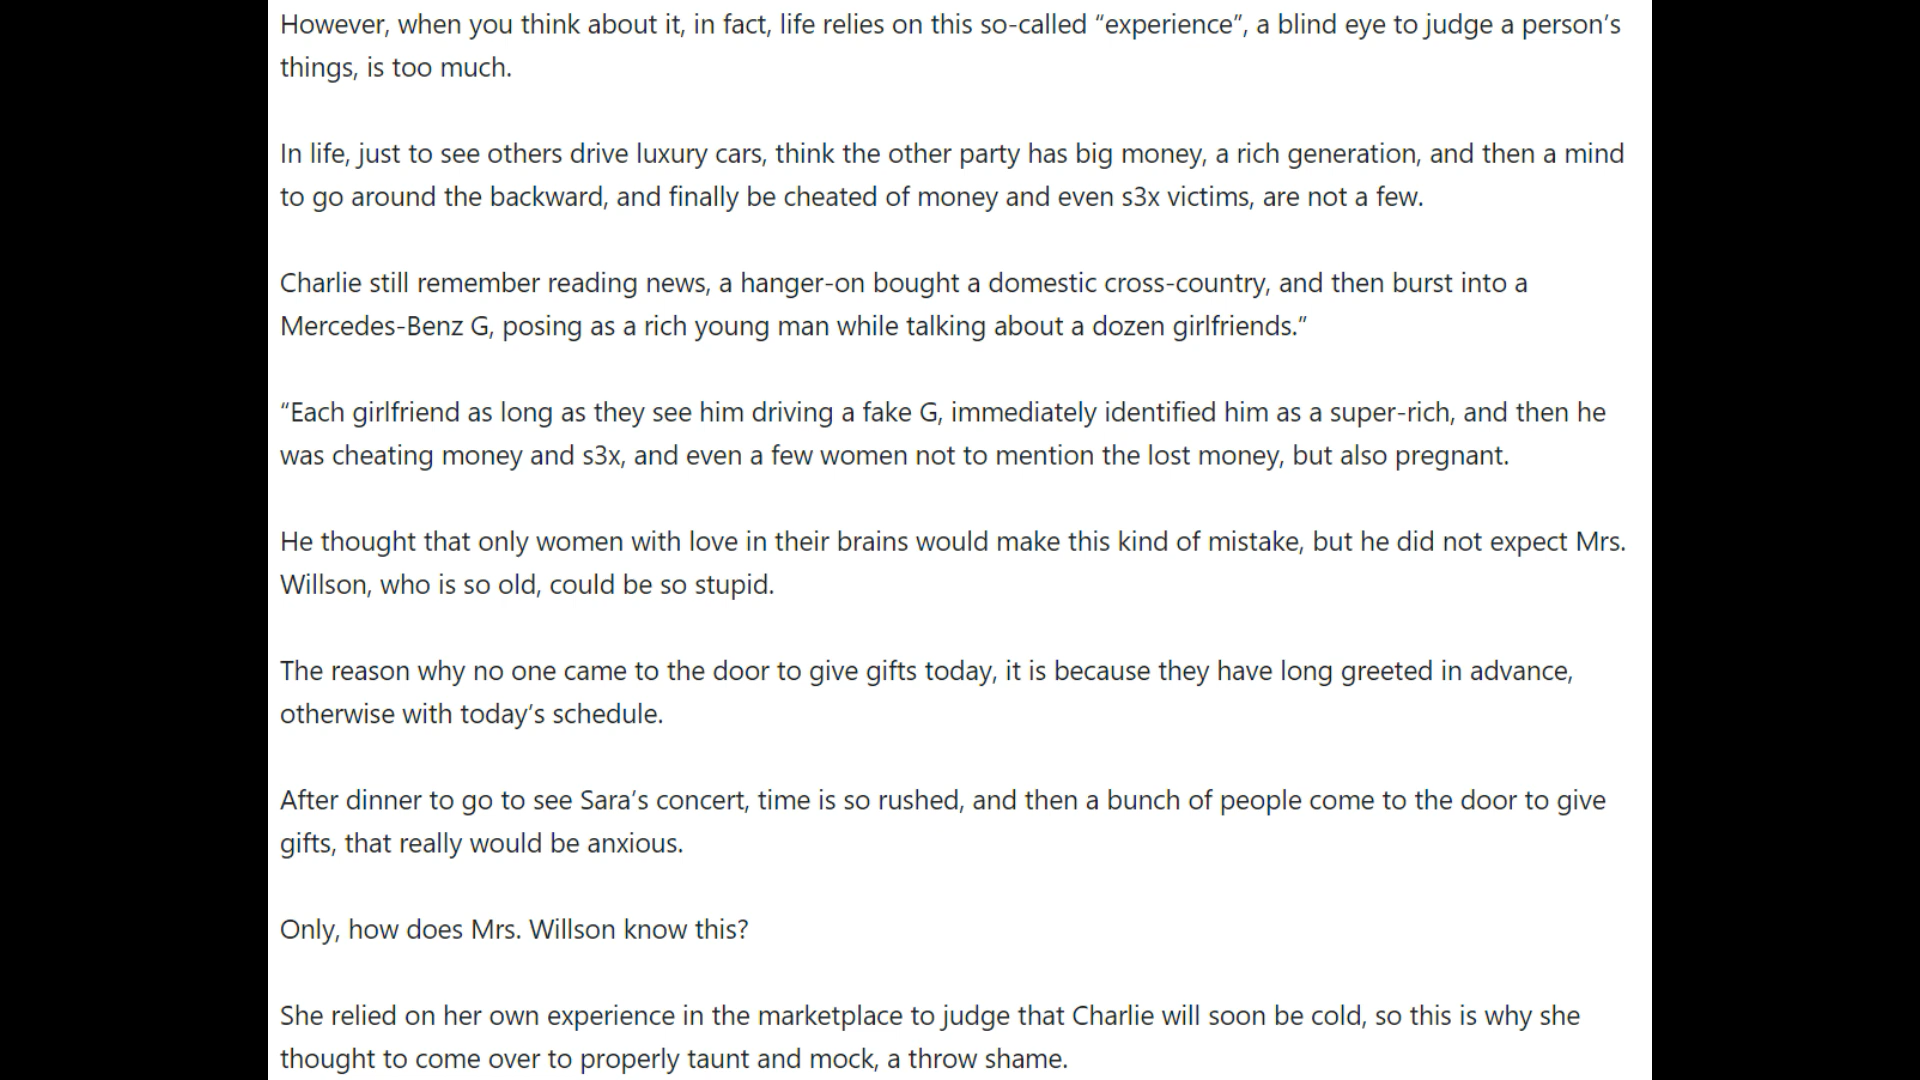 However, when you think about it, in fact, life relies on this so-called “experience”, a blind eye to judge a person’s
things, is too much.
In life, just to see others drive luxury cars, think the other party has big money, a rich generation, and then a mind
to go around the backward, and finally be cheated of money and even s3x victims, are not a few.
Charlie still remember reading news, a hanger-on bought a domestic cross-country, and then burst into a
Mercedes-Benz G, posing as a rich young man while talking about a dozen girlfriends.”
“Each girlfriend as long as they see him driving a fake G, immediately identified him as a super-rich, and then he
was cheating money and s3x, and even a few women not to mention the lost money, but also pregnant.
He thought that only women with love in their brains would make this kind of mistake, but he did not expect Mrs.
Willson, who is so old, could be so stupid.
The reason why no one came to the door to give gifts today, it is because they have long greeted in advance,
otherwise with today’s schedule.
After dinner to go to see Sara’s concert, time is so rushed, and then a bunch of people come to the door to give
gifts, that really would be anxious.
Only, how does Mrs. Willson know this?
She relied on her own experience in the marketplace to judge that Charlie will soon be cold, so this is why she
thought to come over to properly taunt and mock, a throw shame.